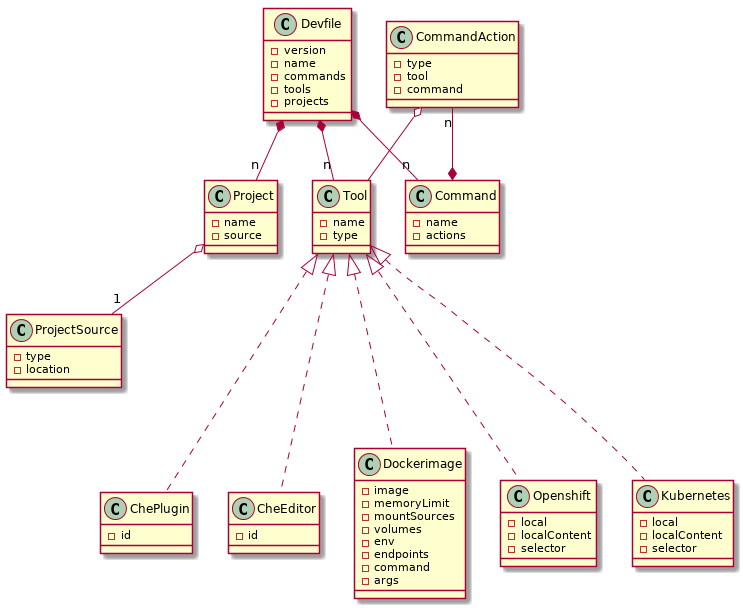 C Devfile
version
name
commands
tools
projects
C CommandAction
type
tool
command
n
n
n
n
C Project
name
source
C Tool
name
type
C Command
name
actions
1
C ProjectSource
type
location
C ChePlugin
id
C CheEditor
id
C Dockerimage
image
memoryLimit
mountSources
volumes
env
endpoints
command
args
C Openshift
local
localContent
selector
C Kubernetes
local
localContent
selector